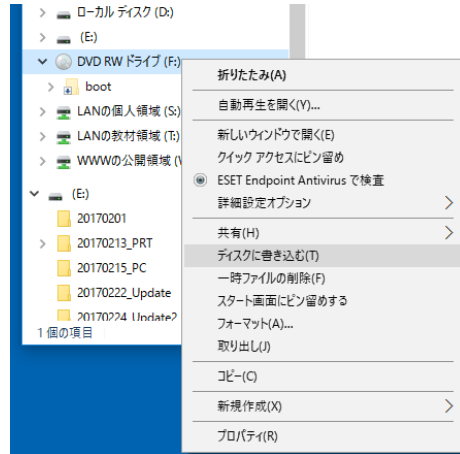 ローカル ディスク (D:)
(E:)
DVD RW ドライブ (F:)
boot
LANの個人領域 (S:)
LANの教材領域 (T:)
WWWの公開領域 (
(E:)
20170201
20170213_PRT
20170215_PC
20170222_Update
20170224_Update2
1 個の項目
折りたたみ(A)
自動再生を開く(Y)...
新しいウィンドウで開く(E)
クイック アクセスにピン留め
ESET Endpoint Antivirus で検査
詳細設定オプション
共有(H)
ディスクに書き込む(T)
一時ファイルの削除(F)
スタート画面にピン留めする
フォーマット(A)...
取り出し(J)
コピー(C)
新規作成(X)
プロパティ(R)